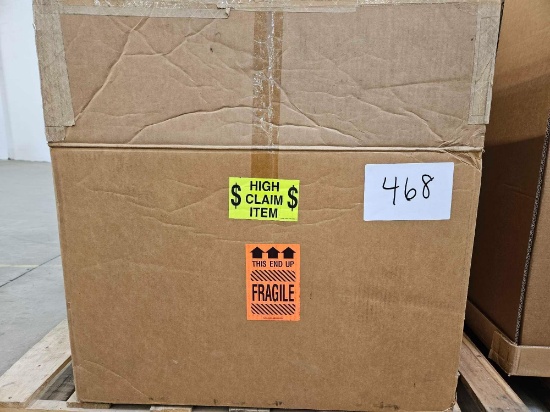 $ HIGH $
CLAIM
ITEM
468
THIS END UP
FRAGILE